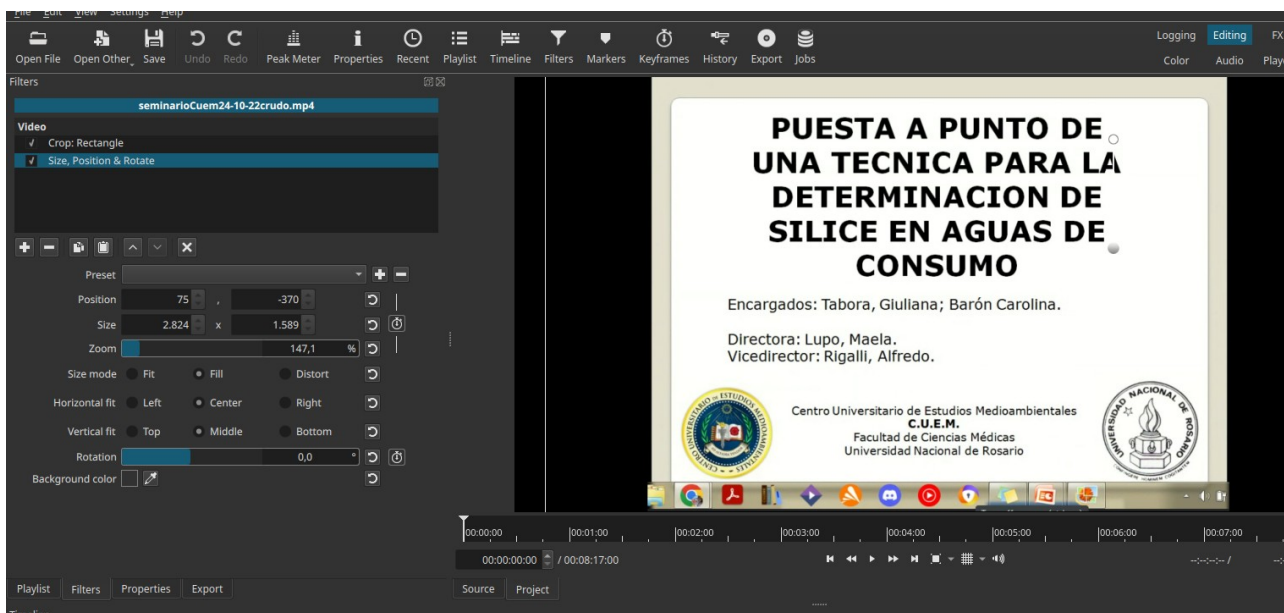 File Edit View Settings Help
Open File Open Other Save Undo Redo Peak Meter Properties Recent Playlist Timeline Filters Markers Keyframes History Export Jobs
Logging Editing FX
Color Audio
Filters
seminarioCuem24-10-22crudo.mp4
Video
Crop: Rectangle
Size, Position & Rotate
Preset
Position 75 , -370
Size 2.824 x 1.589
Zoom 147,1 %
Size mode Fit Fill Distort
Horizontal fit Left Center Right
Vertical fit Top Middle Bottom
Rotation 0,0 °
Background color
PUESTA A PUNTO DE
UNA TECNICA PARA LA
DETERMINACION DE
SILICE EN AGUAS DE
CONSUMO
Encargados: Tabora, Giuliana; Barón Carolina.
Directora: Lupo, Maela.
Vicedirector: Rigalli, Alfredo.
Centro Universitario de Estudios Medioambientales
C.U.E.M.
Facultad de Ciencias Médicas
Universidad Nacional de Rosario
UNIVERSIDAD NACIONAL DE ROSARIO
00:00:00 00:01:00 00:02:00 00:03:00 00:04:00 00:05:00 00:06:00 00:07:00
00:00:00:00 / 00:08:17:00 --:--:--:-- /
Playlist Filters Properties Export
Source Project
Timeline